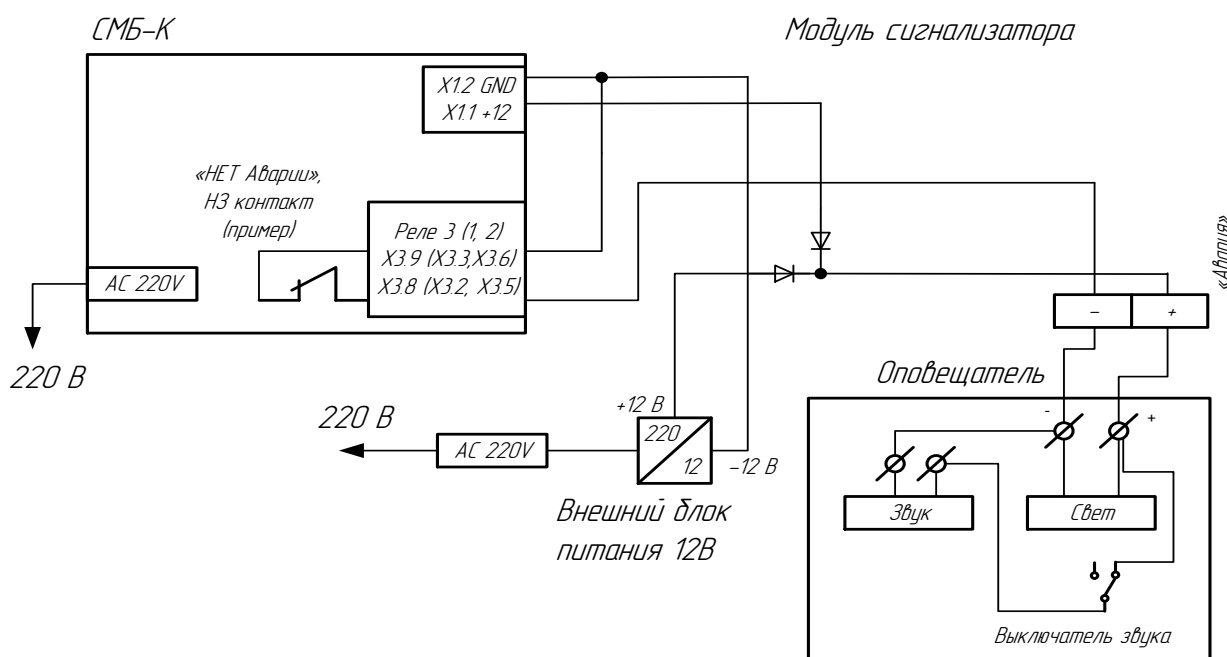 СМБ-К
Модуль сигнализатора
X1.2 GND
X1.1 +12
«НЕТ Аварии»,
НЗ контакт
(пример)
Реле 3 (1, 2)
X3.9 (X3.3,X3.6)
X3.8 (X3.2, X3.5)
AC 220V
220 В
«Авария»
- +
Оповещатель
+12 В
220 В
AC 220V
220
12
-12 В
Внешний блок
питания 12В
- +
Звук
Свет
Выключатель звука